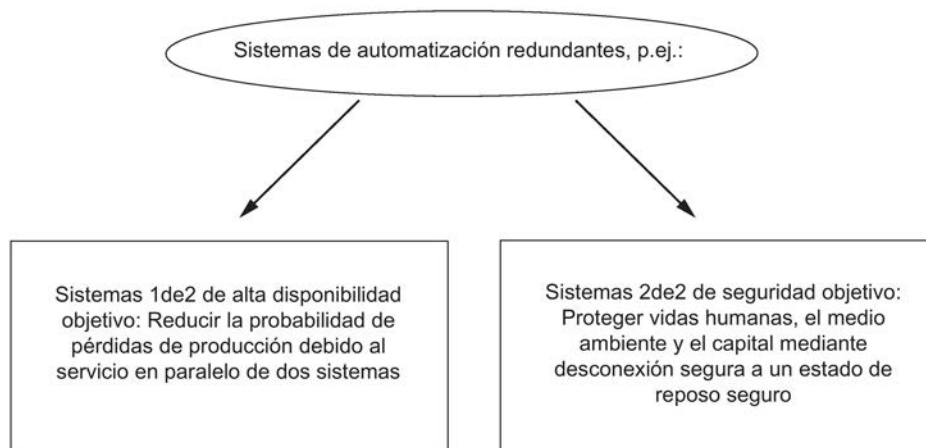 Sistemas de automatización redundantes, p.ej.:
Sistemas 1de2 de alta disponibilidad
objetivo: Reducir la probabilidad de
pérdidas de producción debido al
servicio en paralelo de dos sistemas
Sistemas 2de2 de seguridad objetivo:
Proteger vidas humanas, el medio
ambiente y el capital mediante
desconexión segura a un estado de
reposo seguro